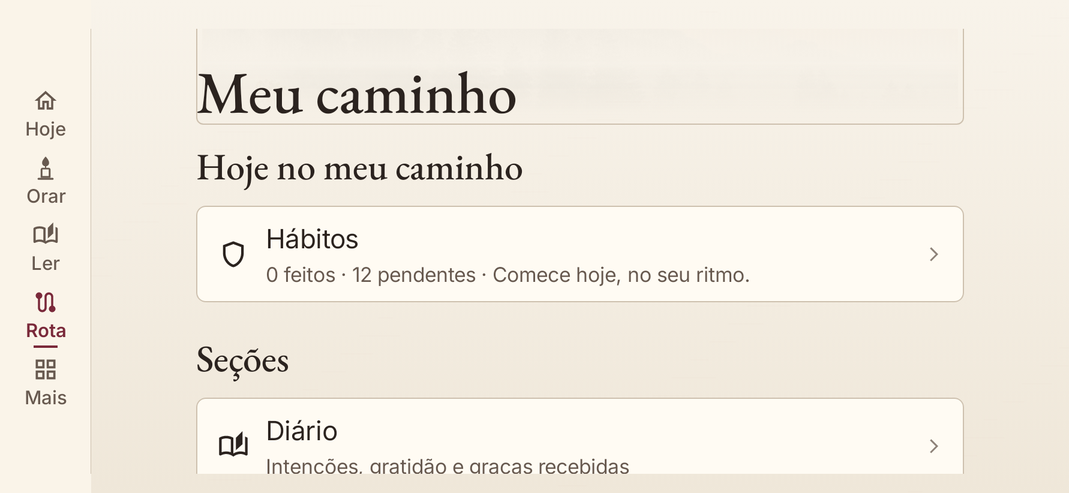 Hoje
Orar
Ler
Rota
Mais
Meu caminho
Hoje no meu caminho
Hábitos
0 feitos · 12 pendentes · Comece hoje, no seu ritmo.
Seções
Diário
Intenções, gratidão e graças recebidas